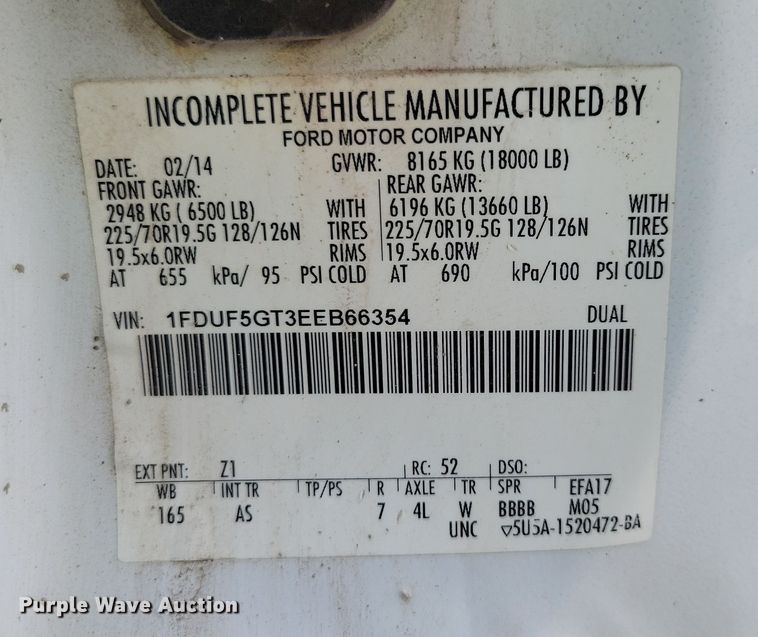 INCOMPLETE VEHICLE MANUFACTURED BY
FORD MOTOR COMPANY
DATE: 02/14 GVWR: 8165 KG (18000 LB)
FRONT GAWR: REAR GAWR:
2948 KG ( 6500 LB) WITH 6196 KG (13660 LB) WITH
225/70R19.5G 128/126N TIRES 225/70R19.5G 128/126N TIRES
19.5x6.0RW RIMS 19.5x6.0RW RIMS
AT 655 kPa/ 95 PSI COLD AT 690 kPa/100 PSI COLD
VIN: 1FDUF5GT3EEB66354 DUAL
EXT PNT: Z1 RC: 52 DSO:
WB INT TR TP/PS R AXLE TR SPR EFA17
165 AS 7 4L W BBBB M05
UNC ▽5U5A-1520472-BA
Purple Wave Auction